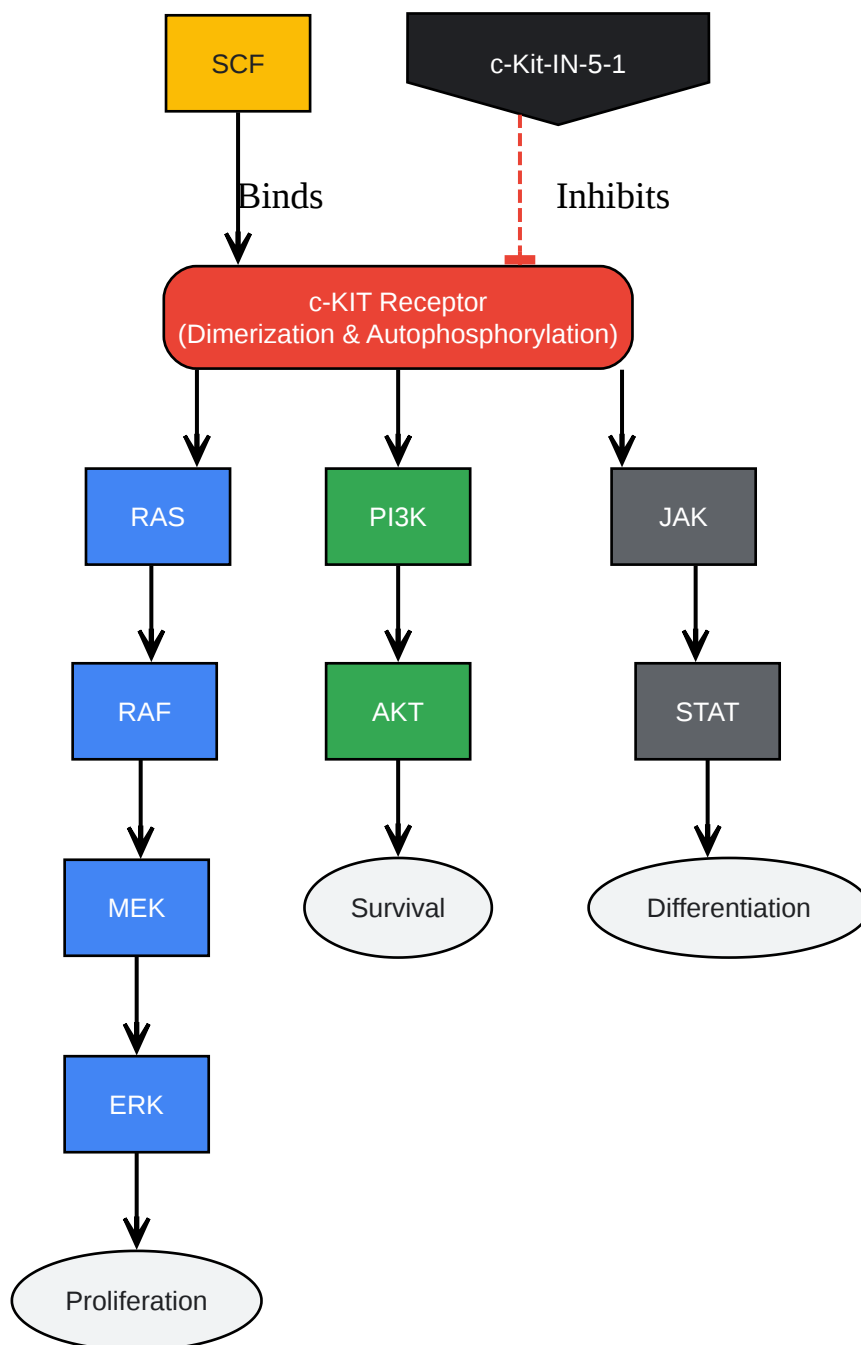 SCF
c-Kit-IN-5-1
Binds
Inhibits
c-KIT Receptor
(Dimerization & Autophosphorylation)
RAS
PI3K
JAK
RAF
AKT
STAT
MEK
Survival
Differentiation
ERK
Proliferation